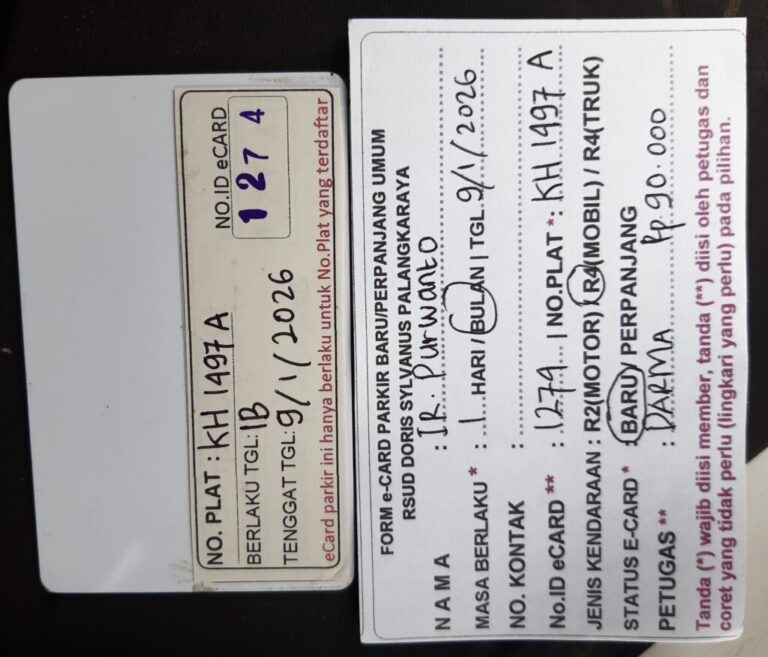 NO. PLAT : KH 1497 A
BERLAKU TGL: 1B
TENGGAT TGL: 9/1/2026
NO.ID eCARD
1274
eCard parkir ini hanya berlaku untuk No.Plat yang terdaftar
FORM e-CARD PARKIR BARU/PERPANJANG UMUM
RSUD DORIS SYLVANUS PALANGKARAYA
N A M A : IR. Purwanto
MASA BERLAKU * : 1 HARI / BULAN | TGL. 9/1/2026
NO. KONTAK :
No.ID eCARD ** : 1274 | NO.PLAT * : KH 1497 A
JENIS KENDARAAN : R2(MOTOR) / R4(MOBIL) / R4(TRUK)
STATUS E-CARD * : BARU / PERPANJANG
PETUGAS ** : DARMA Rp.90.000
Tanda (*) wajib diisi member, tanda (**) diisi oleh petugas dan
coret yang tidak perlu (lingkari yang perlu) pada pilihan.